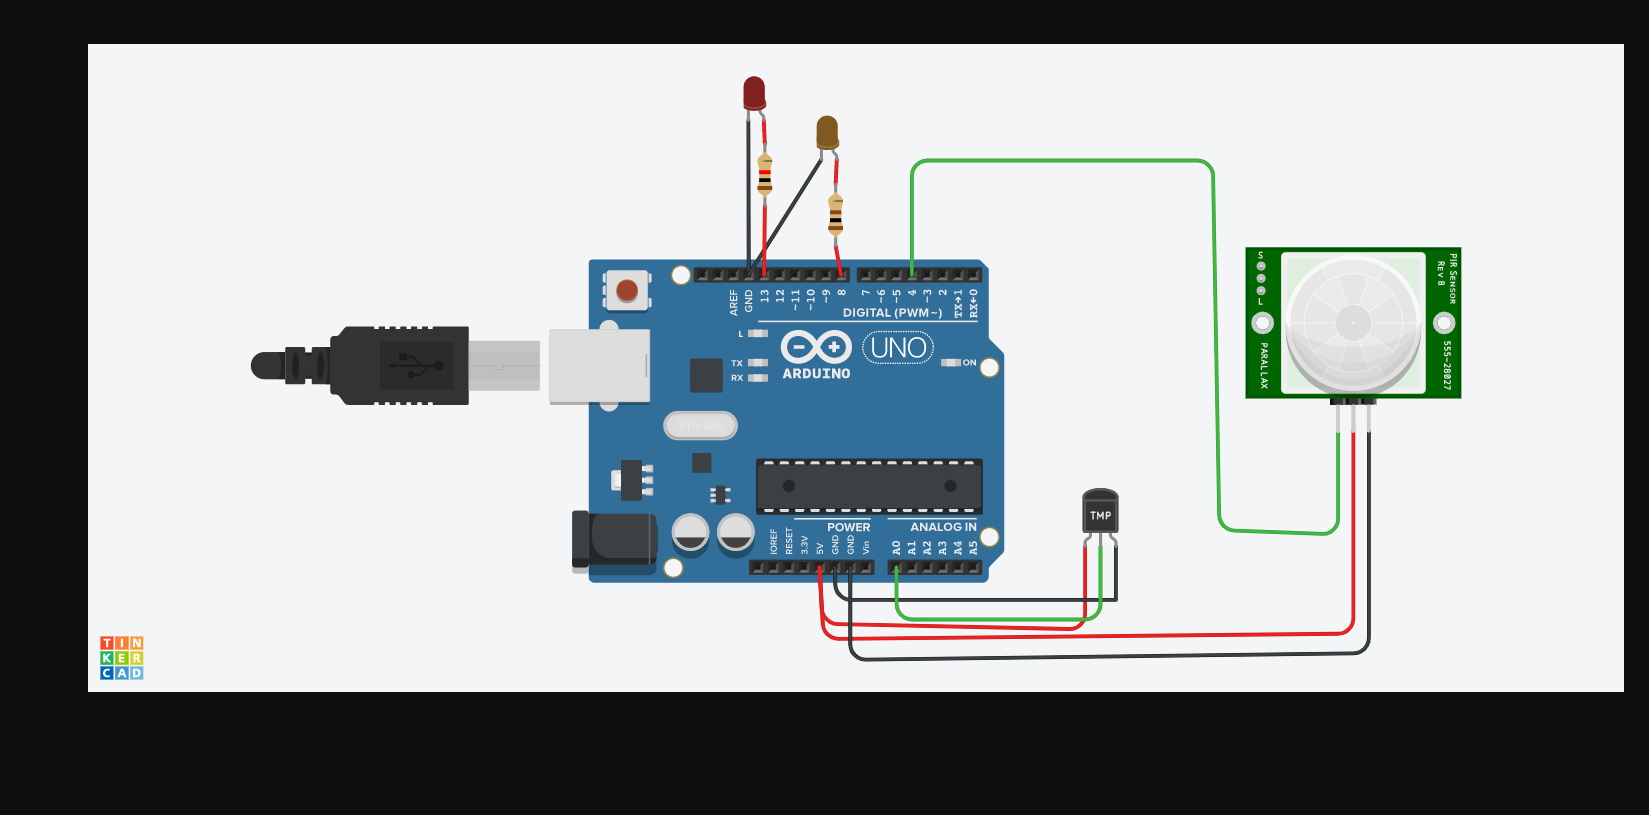 AREF
GND
13
12
~11
~10
~9
8
7
~6
~5
4
~3
2
TX→1
RX←0
DIGITAL (PWM~)
L
TX
RX
UNO
ARDUINO
ON
S
L
PIR SENSOR
REV B
PARALLAX
555-28027
POWER
ANALOG IN
IOREF
RESET
3.3V
5V
GND
GND
Vin
A0
A1
A2
A3
A4
A5
TMP
TIN
KER
CAD